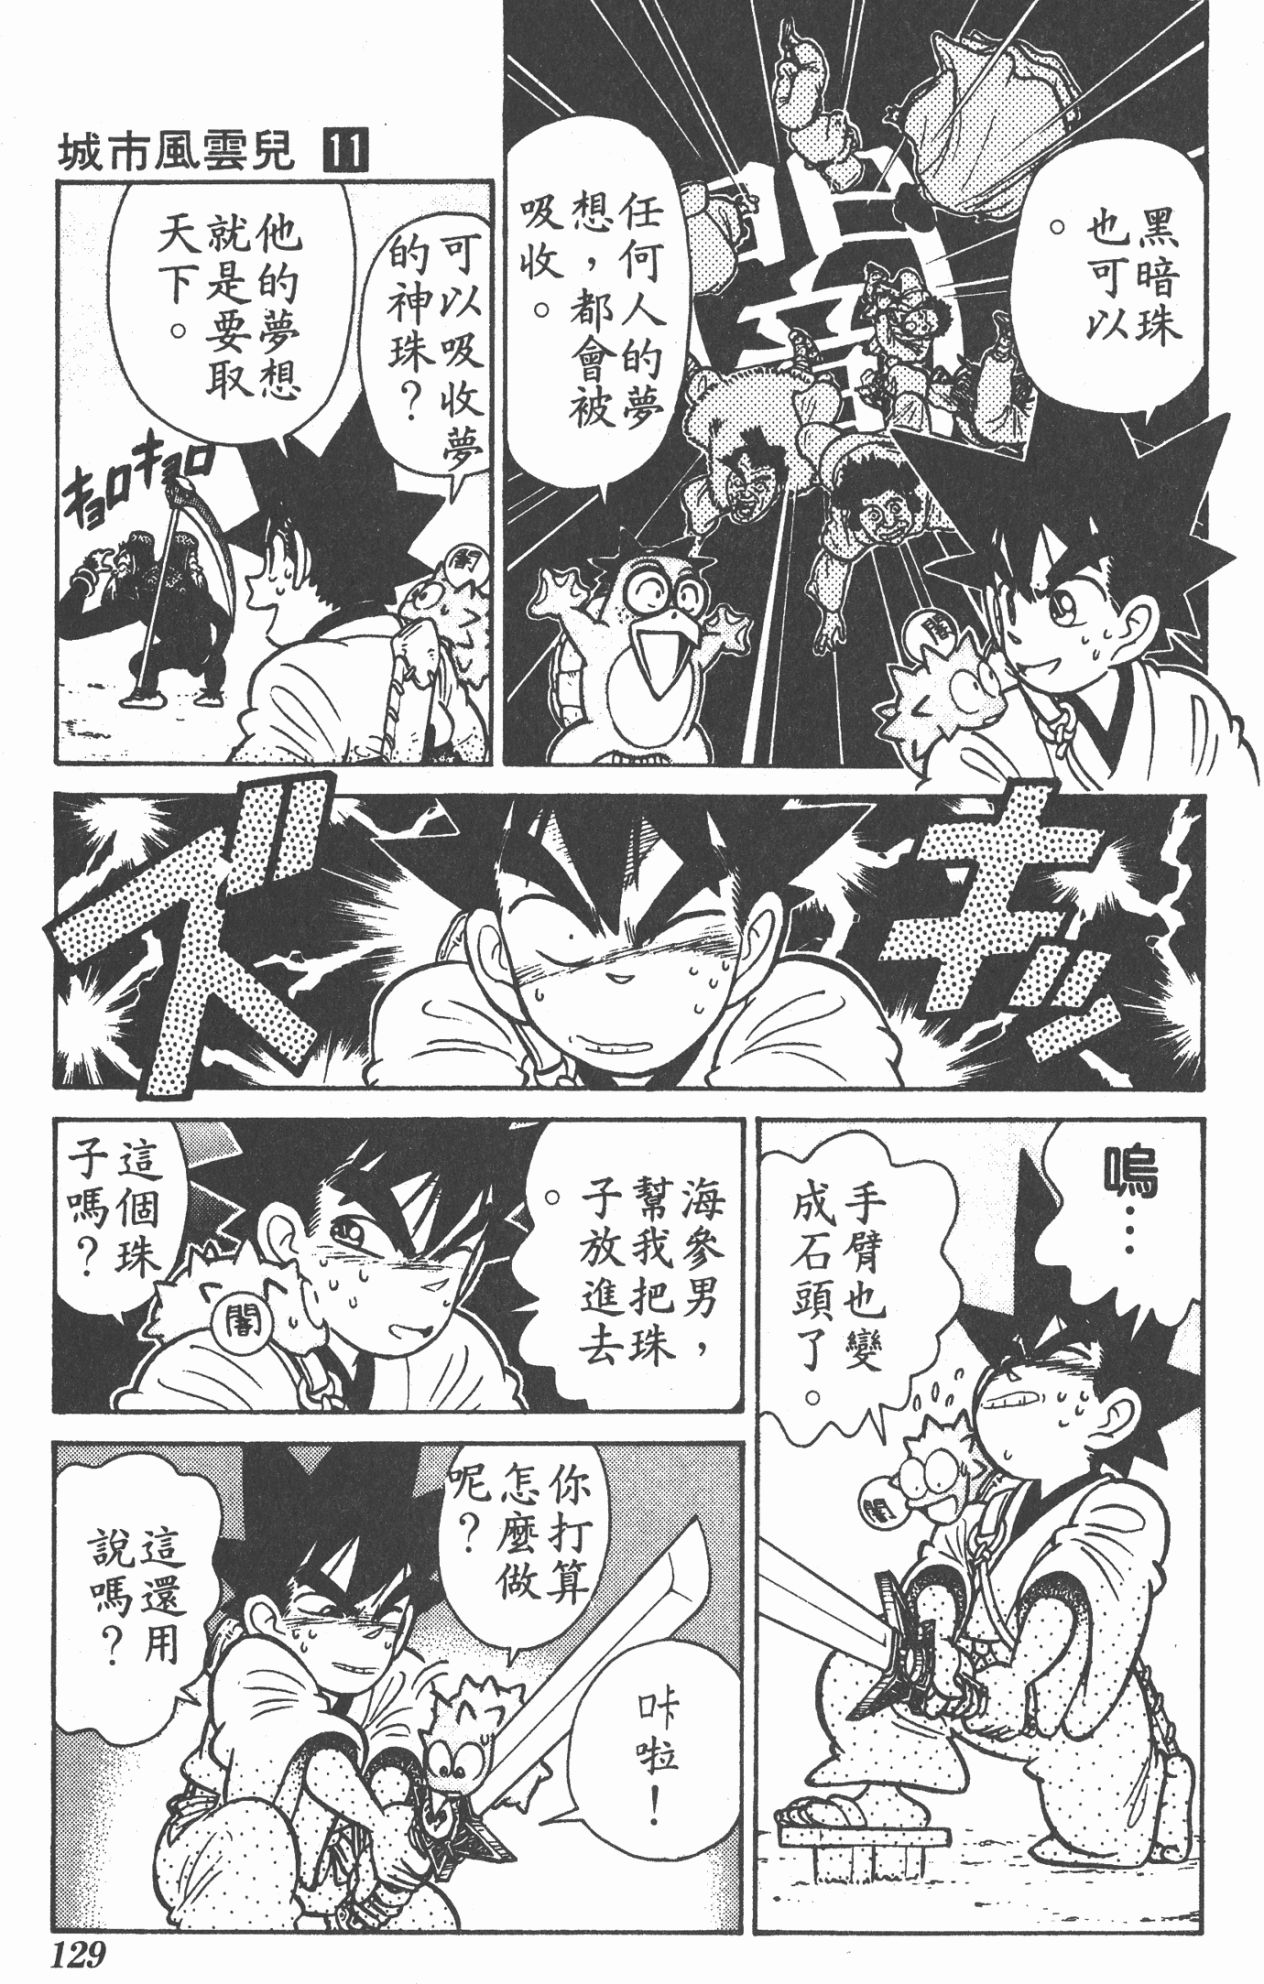 城市風雲兒 11
黑暗珠
也可以
。
任何人的夢
想，都會被
吸收。
可以吸收夢
的神珠？
他的夢想
就是要取
天下。
キョロキョロ
闇
闇
ギッ
ズ
嗚…
手臂也變
成石頭了。
闇
海參男，
幫我把珠
子放進去
。
這個珠
子嗎？
闇
你打算
怎麼做
呢？
咔啦！
這還用
說嗎？
129